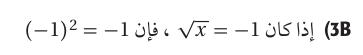 3B) إذا كان √x = −1 ، فإن (−1)² = −1